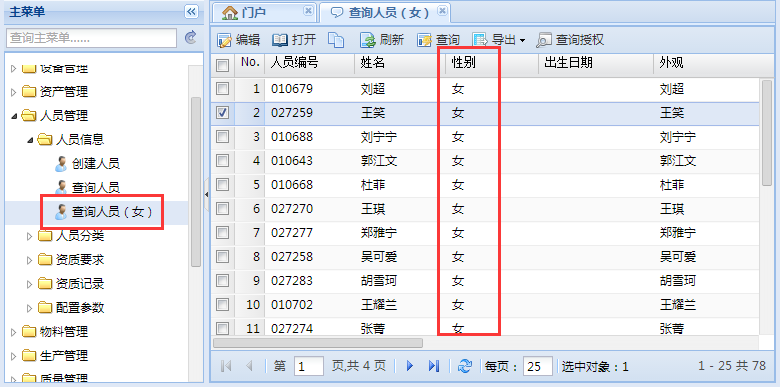 主菜单
查询主菜单......
设备管理
资产管理
人员管理
人员信息
创建人员
查询人员
查询人员（女）
人员分类
资质要求
资质记录
配置参数
物料管理
生产管理
质量管理
门户 查询人员（女）
编辑 打开 刷新 查询 导出 查询授权
No. 人员编号 姓名 性别 出生日期 外观
1 010679 刘超 女 刘超
2 027259 王笑 女 王笑
3 010688 刘宁宁 女 刘宁宁
4 010643 郭江文 女 郭江文
5 010668 杜菲 女 杜菲
6 027270 王琪 女 王琪
7 027277 郑雅宁 女 郑雅宁
8 027258 吴可爱 女 吴可爱
9 027283 胡雪珂 女 胡雪珂
10 010702 王耀兰 女 王耀兰
11 027274 张菁 女 张菁
第 1 页,共 4 页 每页：25 选中对象：1 1 - 25 共 78